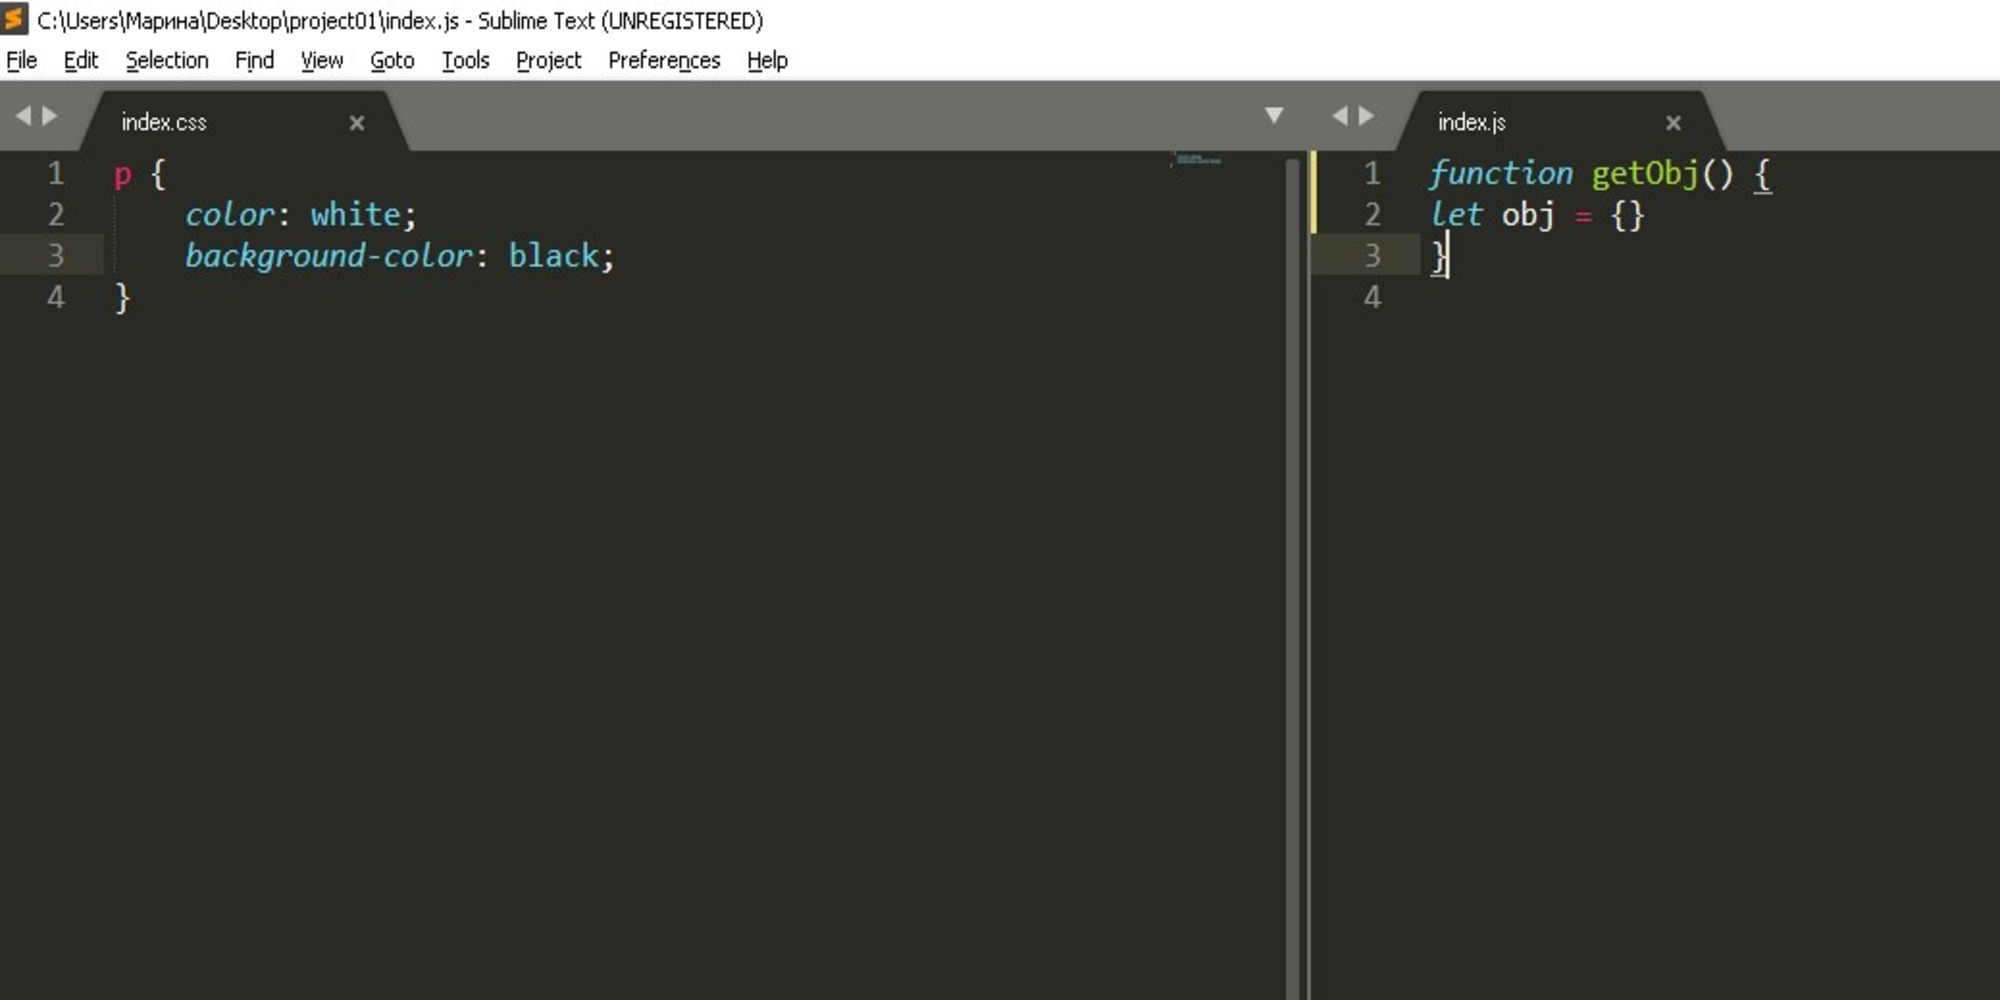 C:\Users\Марина\Desktop\project01\index.js - Sublime Text (UNREGISTERED)
File Edit Selection Find View Goto Tools Project Preferences Help
index.css
1 p {
2 color: white;
3 background-color: black;
4 }
index.js
1 function getObj() {
2 let obj = {}
3 }
4